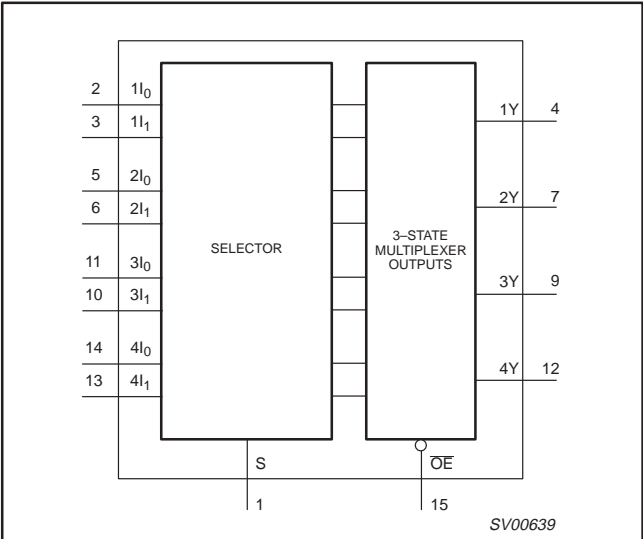 2 1I0
3 1I1
5 2I0
6 2I1
11 3I0
10 3I1
14 4I0
13 4I1
SELECTOR
3–STATE
MULTIPLEXER
OUTPUTS
1Y 4
2Y 7
3Y 9
4Y 12
S
OE
1
15
SV00639